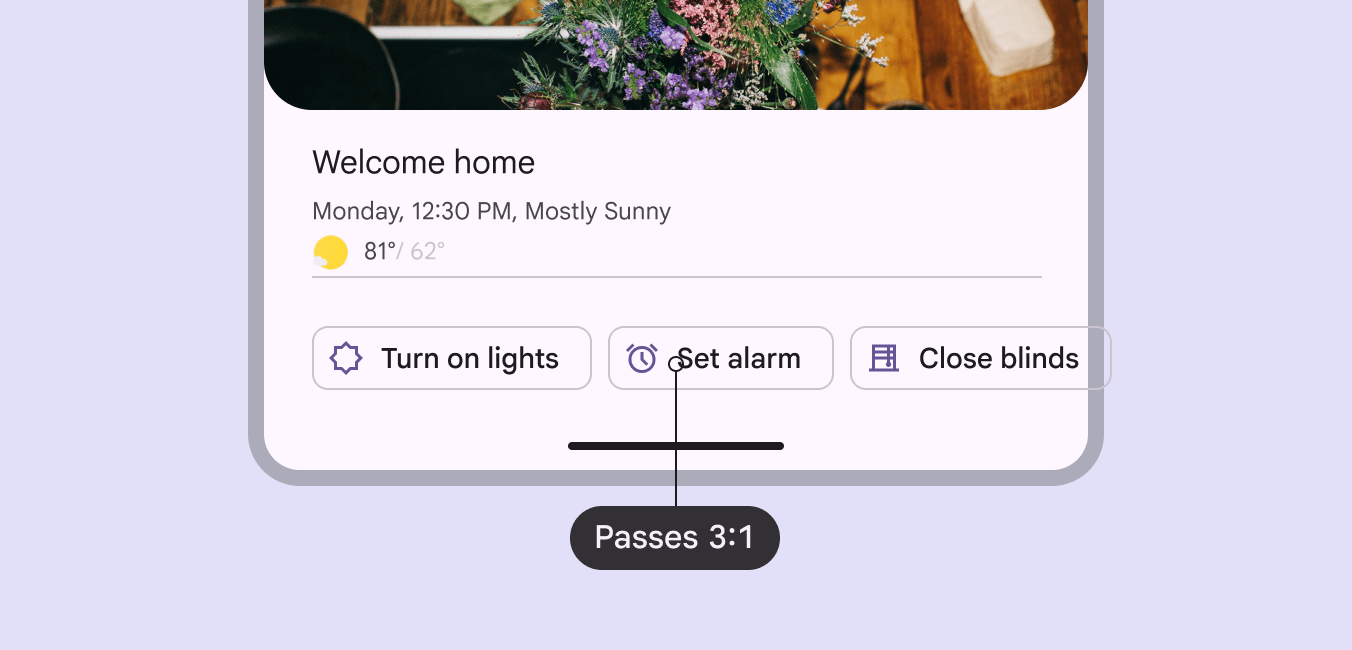 Welcome home
Monday, 12:30 PM, Mostly Sunny
81°/ 62°
Turn on lights
Set alarm
Close blinds
Passes 3:1